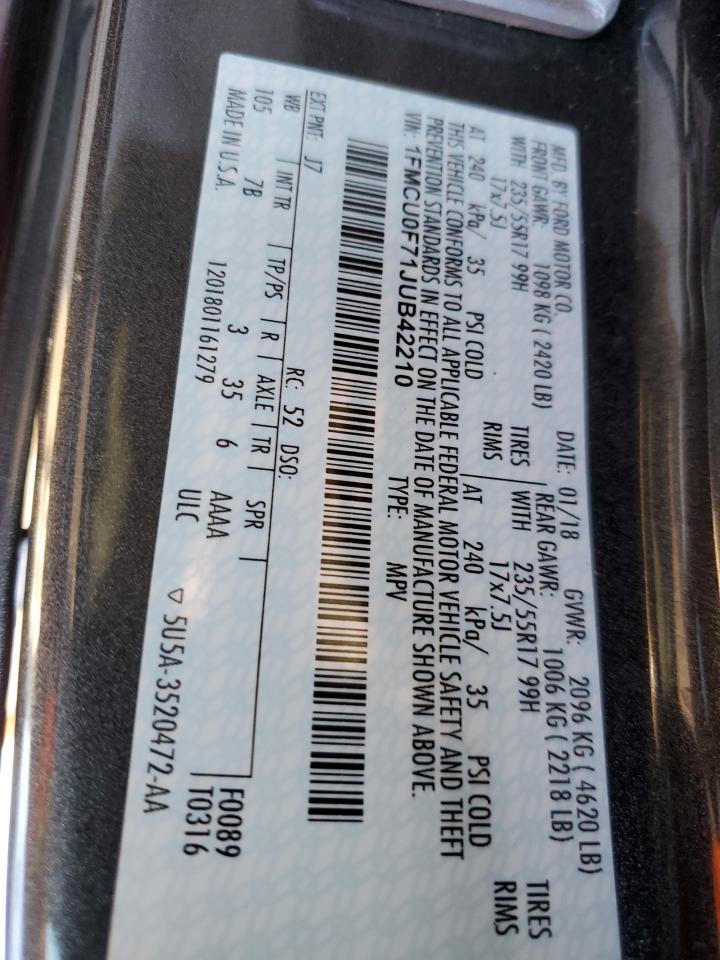 MFD. BY FORD MOTOR CO.
DATE: 01/18 GVWR: 2096 KG ( 4620 LB)
FRONT GAWR: 1098 KG ( 2420 LB) REAR GAWR: 1006 KG ( 2218 LB)
WITH 235/55R17 99H TIRES WITH 235/55R17 99H TIRES
17x7.5J RIMS 17x7.5J RIMS
AT 240 kPa/ 35 PSI COLD AT 240 kPa/ 35 PSI COLD
THIS VEHICLE CONFORMS TO ALL APPLICABLE FEDERAL MOTOR VEHICLE SAFETY AND THEFT
PREVENTION STANDARDS IN EFFECT ON THE DATE OF MANUFACTURE SHOWN ABOVE.
VIN: 1FMCU0F71JUB42210 TYPE: MPV
EXT PNT: J7 RC: 52 DSO:
WB INT TR TP/PS R AXLE TR SPR F0089
105 7B 3 35 6 AAAA T0316
MADE IN U.S.A. 1201801161279 ULC ▽ 5U5A-3520472-AA